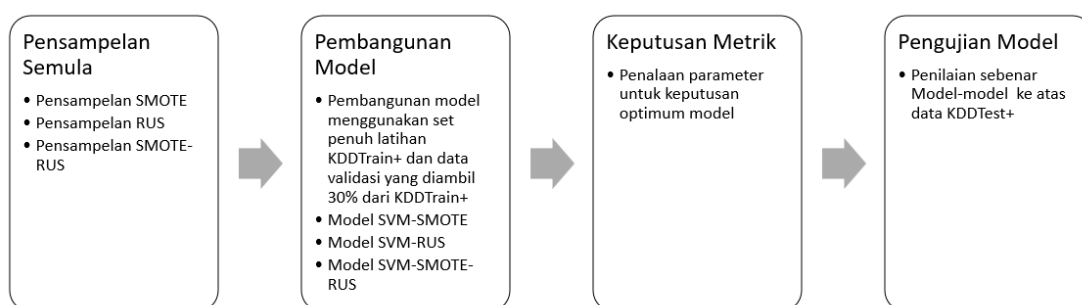 Pensampelan
Semula
• Pensampelan SMOTE
• Pensampelan RUS
• Pensampelan SMOTE-
RUS
Pembangunan
Model
• Pembangunan model
menggunakan set
penuh latihan
KDDTrain+ dan data
validasi yang diambil
30% dari KDDTrain+
• Model SVM-SMOTE
• Model SVM-RUS
• Model SVM-SMOTE-
RUS
Keputusan Metrik
• Penalaan parameter
untuk keputusan
optimum model
Pengujian Model
• Penilaian sebenar
Model-model ke atas
data KDDTest+